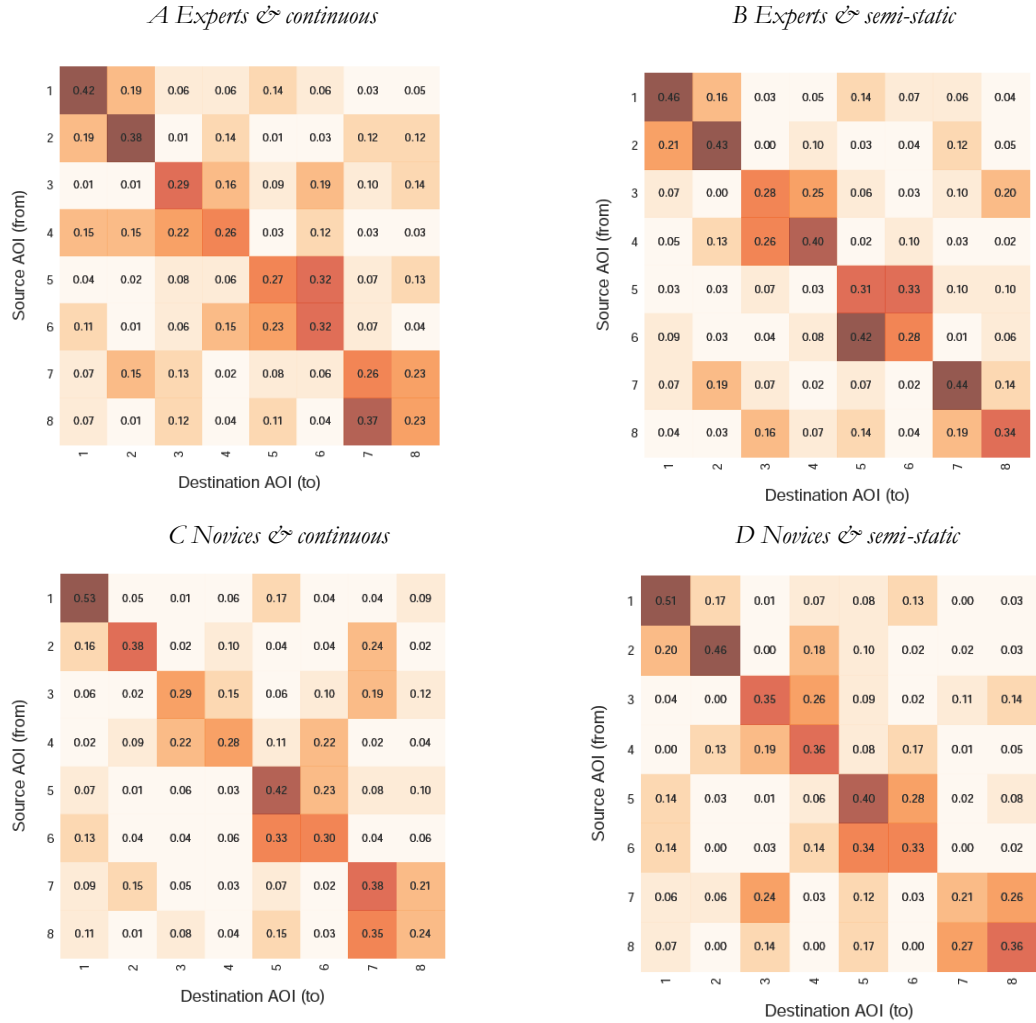 A Experts & continuous
Source AOI (from)
1 0.42 0.19 0.06 0.06 0.14 0.06 0.03 0.05
2 0.19 0.38 0.01 0.14 0.01 0.03 0.12 0.12
3 0.01 0.01 0.29 0.16 0.09 0.19 0.10 0.14
4 0.15 0.15 0.22 0.26 0.03 0.12 0.03 0.03
5 0.04 0.02 0.08 0.06 0.27 0.32 0.07 0.13
6 0.11 0.01 0.06 0.15 0.23 0.32 0.07 0.04
7 0.07 0.15 0.13 0.02 0.08 0.06 0.26 0.23
8 0.07 0.01 0.12 0.04 0.11 0.04 0.37 0.23
1 2 3 4 5 6 7 8
Destination AOI (to)
B Experts & semi-static
Source AOI (from)
1 0.46 0.16 0.03 0.05 0.14 0.07 0.06 0.04
2 0.21 0.43 0.00 0.10 0.03 0.04 0.12 0.05
3 0.07 0.00 0.28 0.25 0.06 0.03 0.10 0.20
4 0.05 0.13 0.26 0.40 0.02 0.10 0.03 0.02
5 0.03 0.03 0.07 0.03 0.31 0.33 0.10 0.10
6 0.09 0.03 0.04 0.08 0.42 0.28 0.01 0.06
7 0.07 0.19 0.07 0.02 0.07 0.02 0.44 0.14
8 0.04 0.03 0.16 0.07 0.14 0.04 0.19 0.34
1 2 3 4 5 6 7 8
Destination AOI (to)
C Novices & continuous
Source AOI (from)
1 0.53 0.05 0.01 0.06 0.17 0.04 0.04 0.09
2 0.16 0.38 0.02 0.10 0.04 0.04 0.24 0.02
3 0.06 0.02 0.29 0.15 0.06 0.10 0.19 0.12
4 0.02 0.09 0.22 0.28 0.11 0.22 0.02 0.04
5 0.07 0.01 0.06 0.03 0.42 0.23 0.08 0.10
6 0.13 0.04 0.04 0.06 0.33 0.30 0.04 0.06
7 0.09 0.15 0.05 0.03 0.07 0.02 0.38 0.21
8 0.11 0.01 0.08 0.04 0.15 0.03 0.35 0.24
1 2 3 4 5 6 7 8
Destination AOI (to)
D Novices & semi-static
Source AOI (from)
1 0.51 0.17 0.01 0.07 0.08 0.13 0.00 0.03
2 0.20 0.46 0.00 0.18 0.10 0.02 0.02 0.03
3 0.04 0.00 0.35 0.26 0.09 0.02 0.11 0.14
4 0.00 0.13 0.19 0.36 0.08 0.17 0.01 0.05
5 0.14 0.03 0.01 0.06 0.40 0.28 0.02 0.08
6 0.14 0.00 0.03 0.14 0.34 0.33 0.00 0.02
7 0.06 0.06 0.24 0.03 0.12 0.03 0.21 0.26
8 0.07 0.00 0.14 0.00 0.17 0.00 0.27 0.36
1 2 3 4 5 6 7 8
Destination AOI (to)